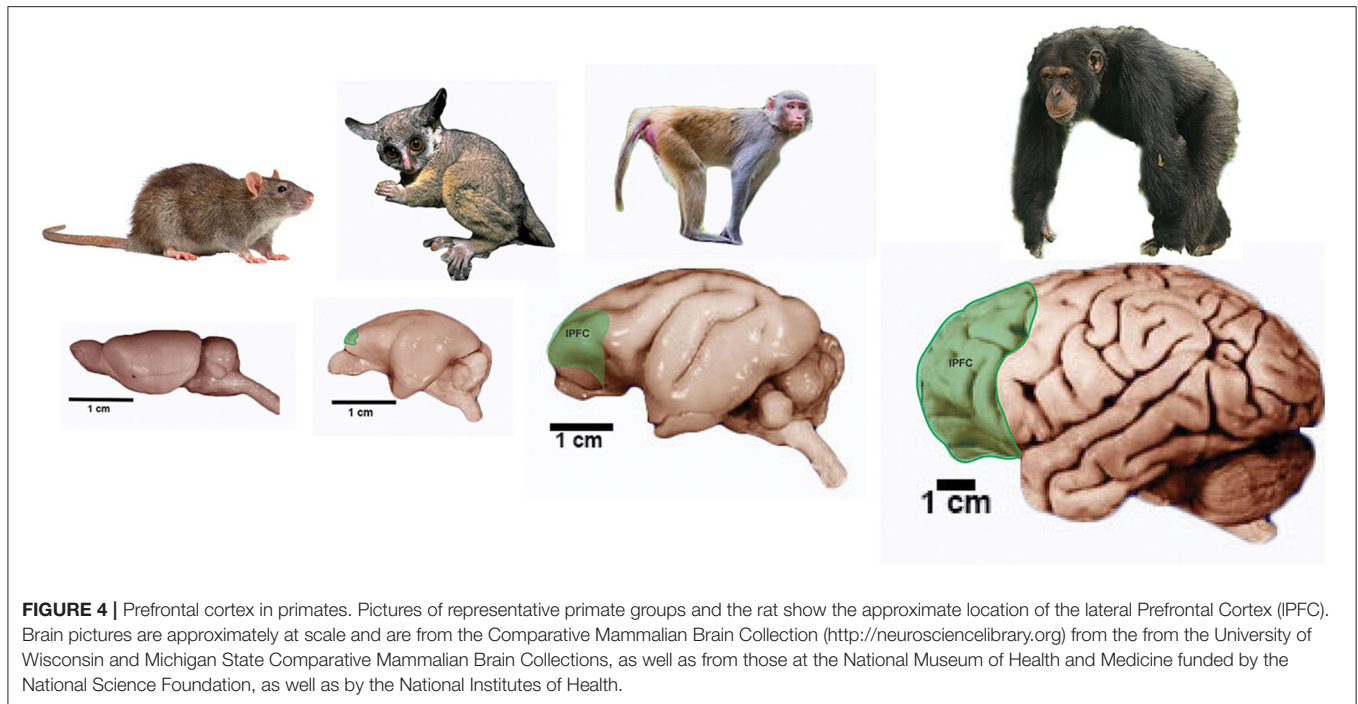 lPFC
lPFC
1 cm
1 cm
1 cm
1 cm
FIGURE 4 | Prefrontal cortex in primates. Pictures of representative primate groups and the rat show the approximate location of the lateral Prefrontal Cortex (lPFC).
Brain pictures are approximately at scale and are from the Comparative Mammalian Brain Collection (http://neurosciencelibrary.org) from the from the University of
Wisconsin and Michigan State Comparative Mammalian Brain Collections, as well as from those at the National Museum of Health and Medicine funded by the
National Science Foundation, as well as by the National Institutes of Health.